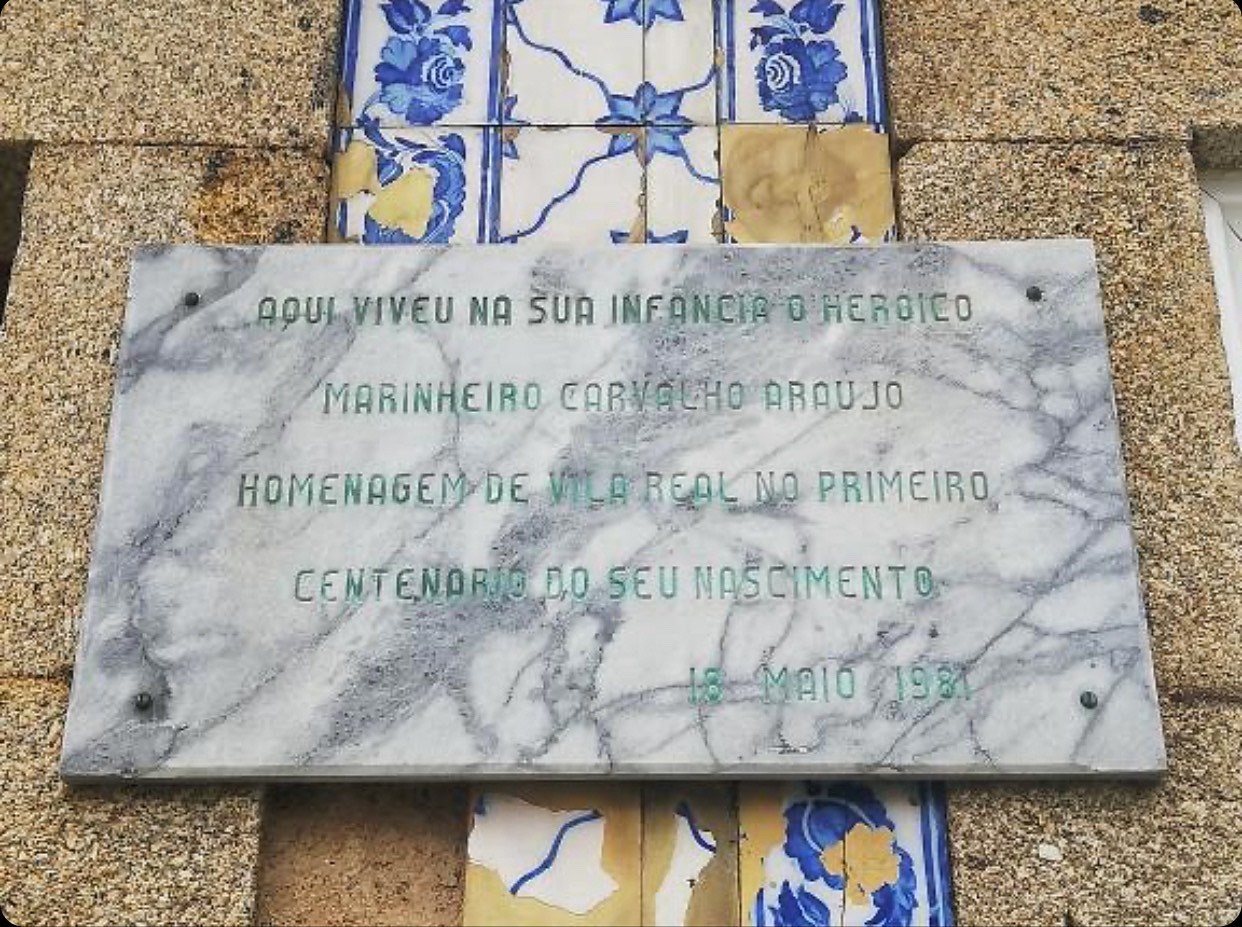 AQUI VIVEU NA SUA INFÂNCIA O HEROICO
MARINHEIRO CARVALHO ARAUJO
HOMENAGEM DE VILA REAL NO PRIMEIRO
CENTENARIO DO SEU NASCIMENTO
18 MAIO 1981